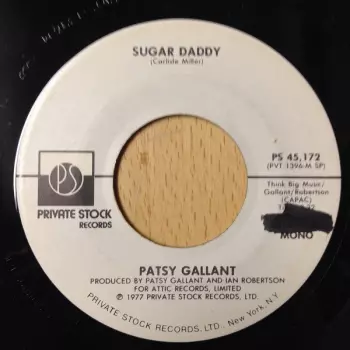 SUGAR DADDY
(Carlisle Miller)
PS 45,172
(PVT 1394-M SP)
Think Big Music/
Gallant/Robertson
(CAPAC)
MONO
PS
PRIVATE STOCK
RECORDS
PATSY GALLANT
PRODUCED BY PATSY GALLANT AND IAN ROBERTSON
FOR ATTIC RECORDS, LIMITED
℗ 1977 PRIVATE STOCK RECORDS, LTD.
PRIVATE STOCK RECORDS, LTD., New York, N.Y.